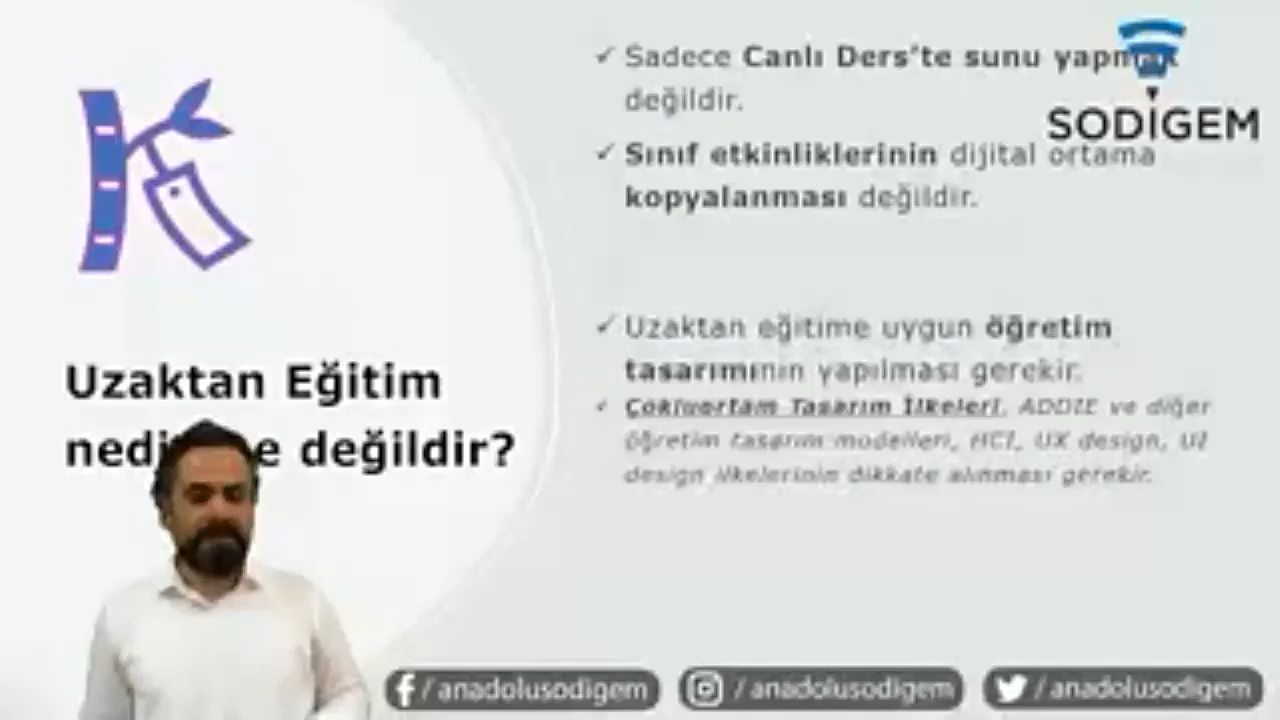 Uzaktan Eğitim
ne değildir?
✓ Sadece Canlı Ders'te sunu yapmak
değildir.
✓ Sınıf etkinliklerinin dijital ortama
kopyalanması değildir.
✓ Uzaktan eğitime uygun öğretim
tasarımının yapılması gerekir.
✓ Çokluortam Tasarım İlkeleri, ADDIE ve diğer
öğretim tasarım modelleri, HCI, UX design, UI
design ilkelerinin dikkate alınması gerekir.
SODİGEM
/ anadolusodigem
/ anadolusodigem
/ anadolusodigem